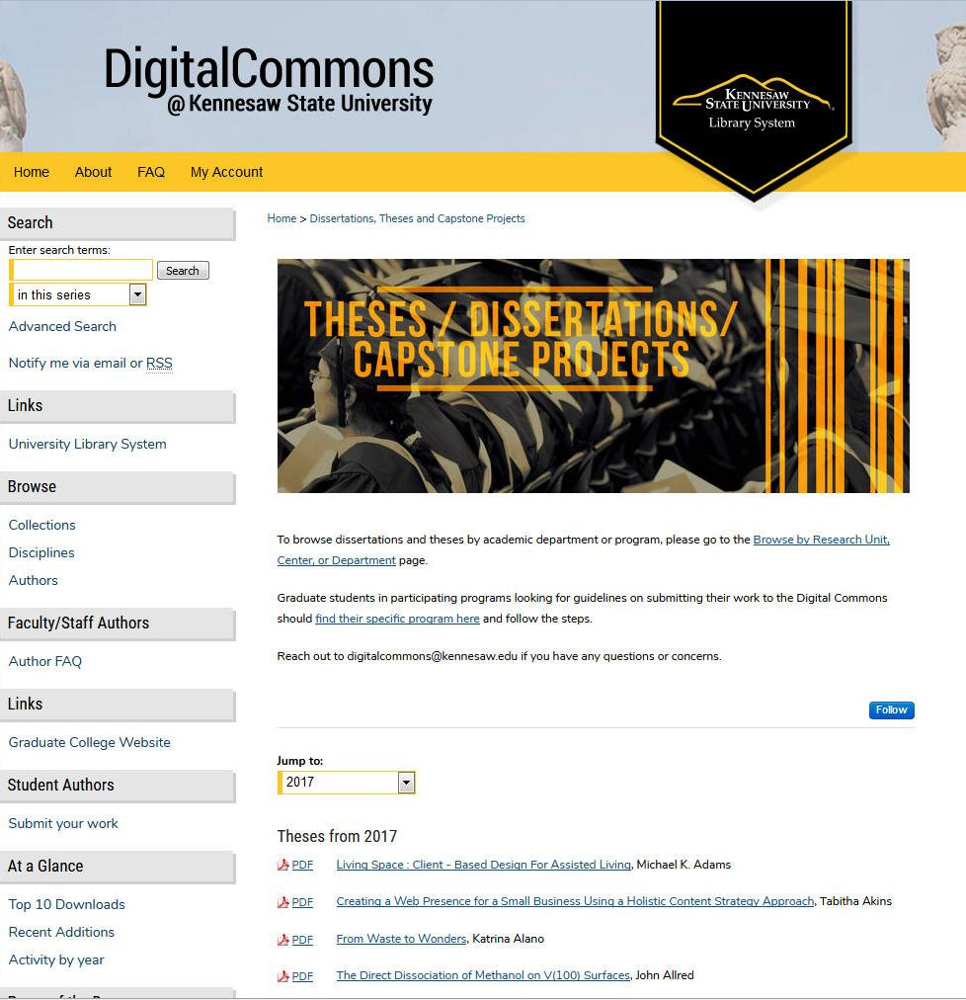 DigitalCommons
@ Kennesaw State University
KENNESAW
STATE UNIVERSITY
Library System
Home About FAQ My Account
Search
Enter search terms:
Search
in this series
Advanced Search
Notify me via email or RSS
Links
University Library System
Browse
Collections
Disciplines
Authors
Faculty/Staff Authors
Author FAQ
Links
Graduate College Website
Student Authors
Submit your work
At a Glance
Top 10 Downloads
Recent Additions
Activity by year
Home > Dissertations, Theses and Capstone Projects
THESES / DISSERTATIONS/
CAPSTONE PROJECTS
To browse dissertations and theses by academic department or program, please go to the Browse by Research Unit,
Center, or Department page.
Graduate students in participating programs looking for guidelines on submitting their work to the Digital Commons
should find their specific program here and follow the steps.
Reach out to digitalcommons@kennesaw.edu if you have any questions or concerns.
Follow
Jump to:
2017
Theses from 2017
PDF Living Space : Client - Based Design For Assisted Living, Michael K. Adams
PDF Creating a Web Presence for a Small Business Using a Holistic Content Strategy Approach, Tabitha Akins
PDF From Waste to Wonders, Katrina Alano
PDF The Direct Dissociation of Methanol on V(100) Surfaces, John Allred